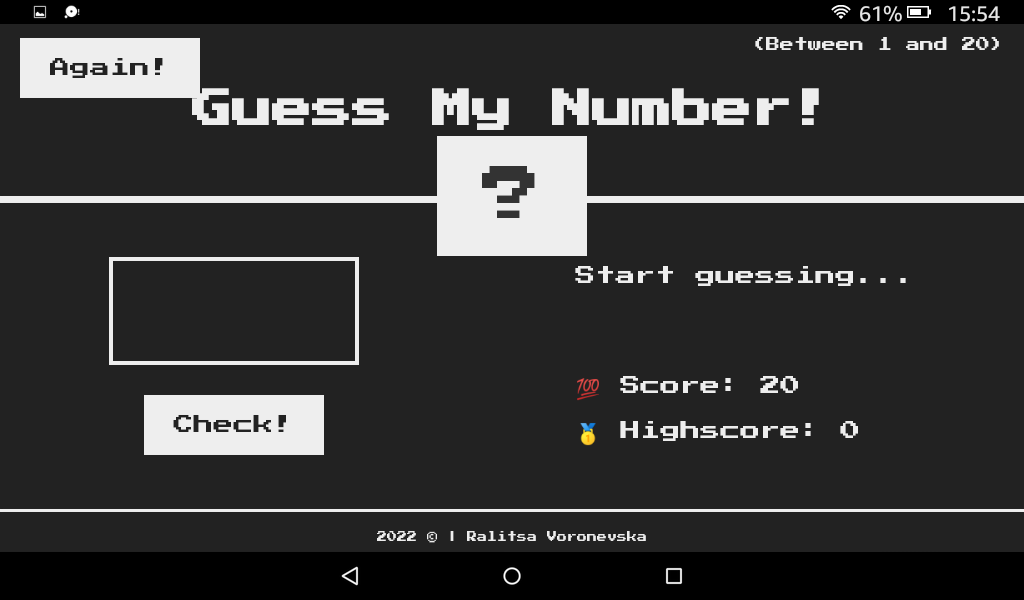 61% 15:54
(Between 1 and 20)
Again!
Guess My Number!
?
Start guessing...
💯 Score: 20
Check!
🥇 Highscore: 0
2022 © | Ralitsa Voronevska